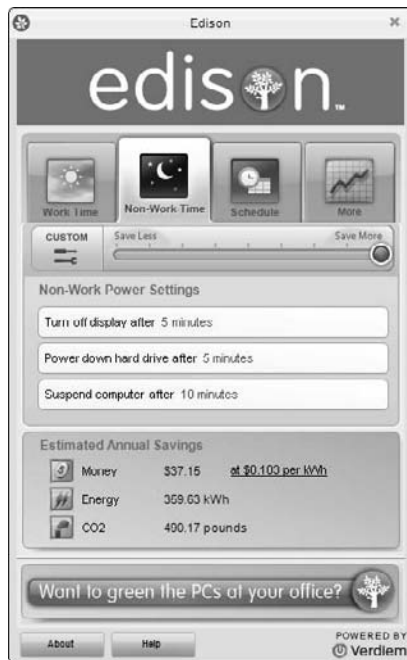 Edison
edison™
Work Time
Non-Work Time
Schedule
More
CUSTOM
Save Less
Save More
Non-Work Power Settings
Turn off display after 5 minutes
Power down hard drive after 5 minutes
Suspend computer after 10 minutes
Estimated Annual Savings
Money $37.15 at $0.103 per kWh
Energy 359.63 kWh
CO2 490.17 pounds
Want to green the PCs at your office?
About
Help
POWERED BY
Verdiem